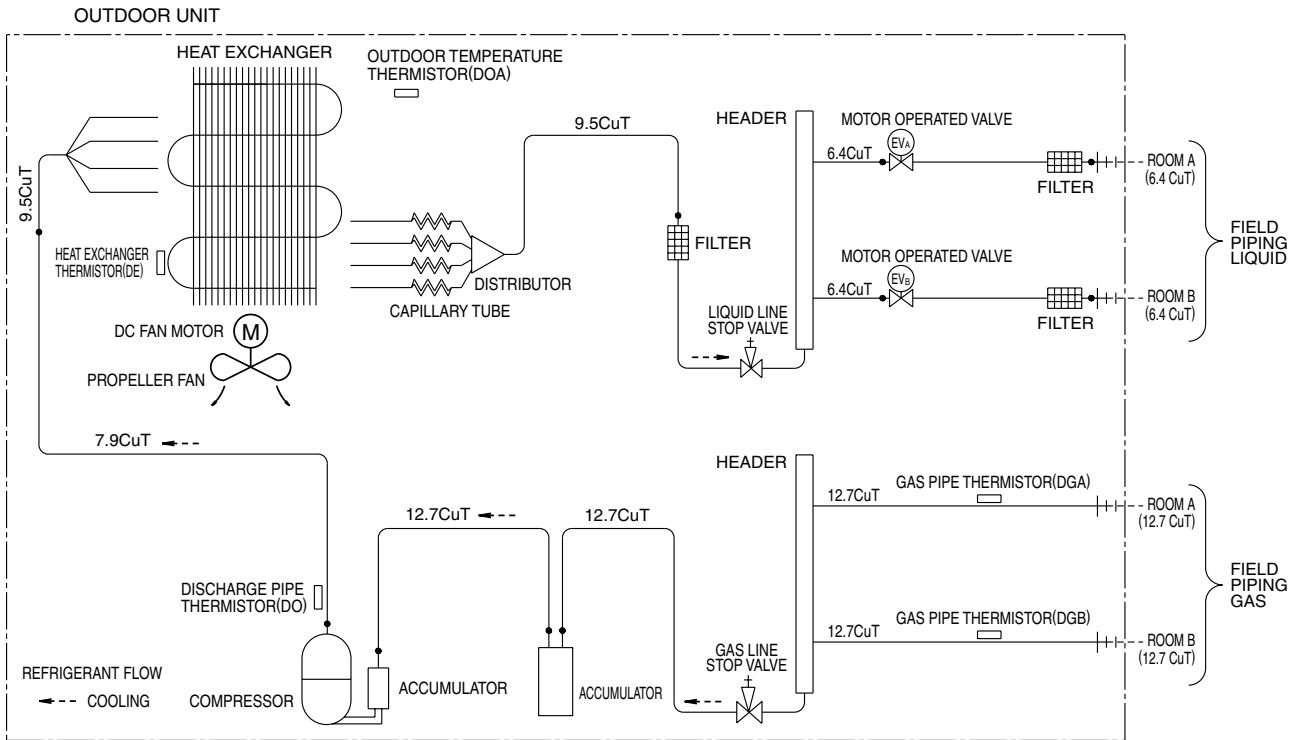 OUTDOOR UNIT
HEAT EXCHANGER
OUTDOOR TEMPERATURE
THERMISTOR(DOA)
9.5CuT
9.5CuT
HEAT EXCHANGER
THERMISTOR(DE)
DISTRIBUTOR
CAPILLARY TUBE
DC FAN MOTOR
M
PROPELLER FAN
FILTER
LIQUID LINE
STOP VALVE
HEADER
MOTOR OPERATED VALVE
EVA
6.4CuT
FILTER
ROOM A
(6.4 CuT)
MOTOR OPERATED VALVE
EVB
6.4CuT
FILTER
ROOM B
(6.4 CuT)
FIELD
PIPING
LIQUID
7.9CuT
12.7CuT
12.7CuT
HEADER
12.7CuT
GAS PIPE THERMISTOR(DGA)
ROOM A
(12.7 CuT)
12.7CuT
GAS PIPE THERMISTOR(DGB)
ROOM B
(12.7 CuT)
FIELD
PIPING
GAS
DISCHARGE PIPE
THERMISTOR(DO)
GAS LINE
STOP VALVE
REFRIGERANT FLOW
COOLING
COMPRESSOR
ACCUMULATOR
ACCUMULATOR